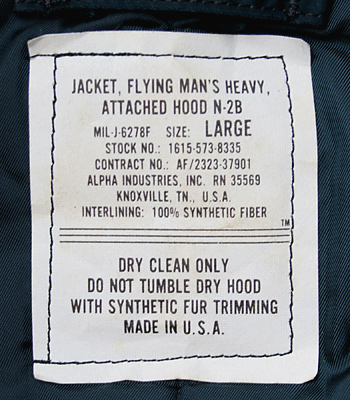 JACKET, FLYING MAN'S HEAVY,
ATTACHED HOOD N-2B
MIL-J-6278F SIZE: LARGE
STOCK NO.: 1615-573-8335
CONTRACT NO.: AF/2323-37901
ALPHA INDUSTRIES, INC. RN 35569
KNOXVILLE, TN., U.S.A.
INTERLINING: 100% SYNTHETIC FIBER
TM
DRY CLEAN ONLY
DO NOT TUMBLE DRY HOOD
WITH SYNTHETIC FUR TRIMMING
MADE IN U.S.A.